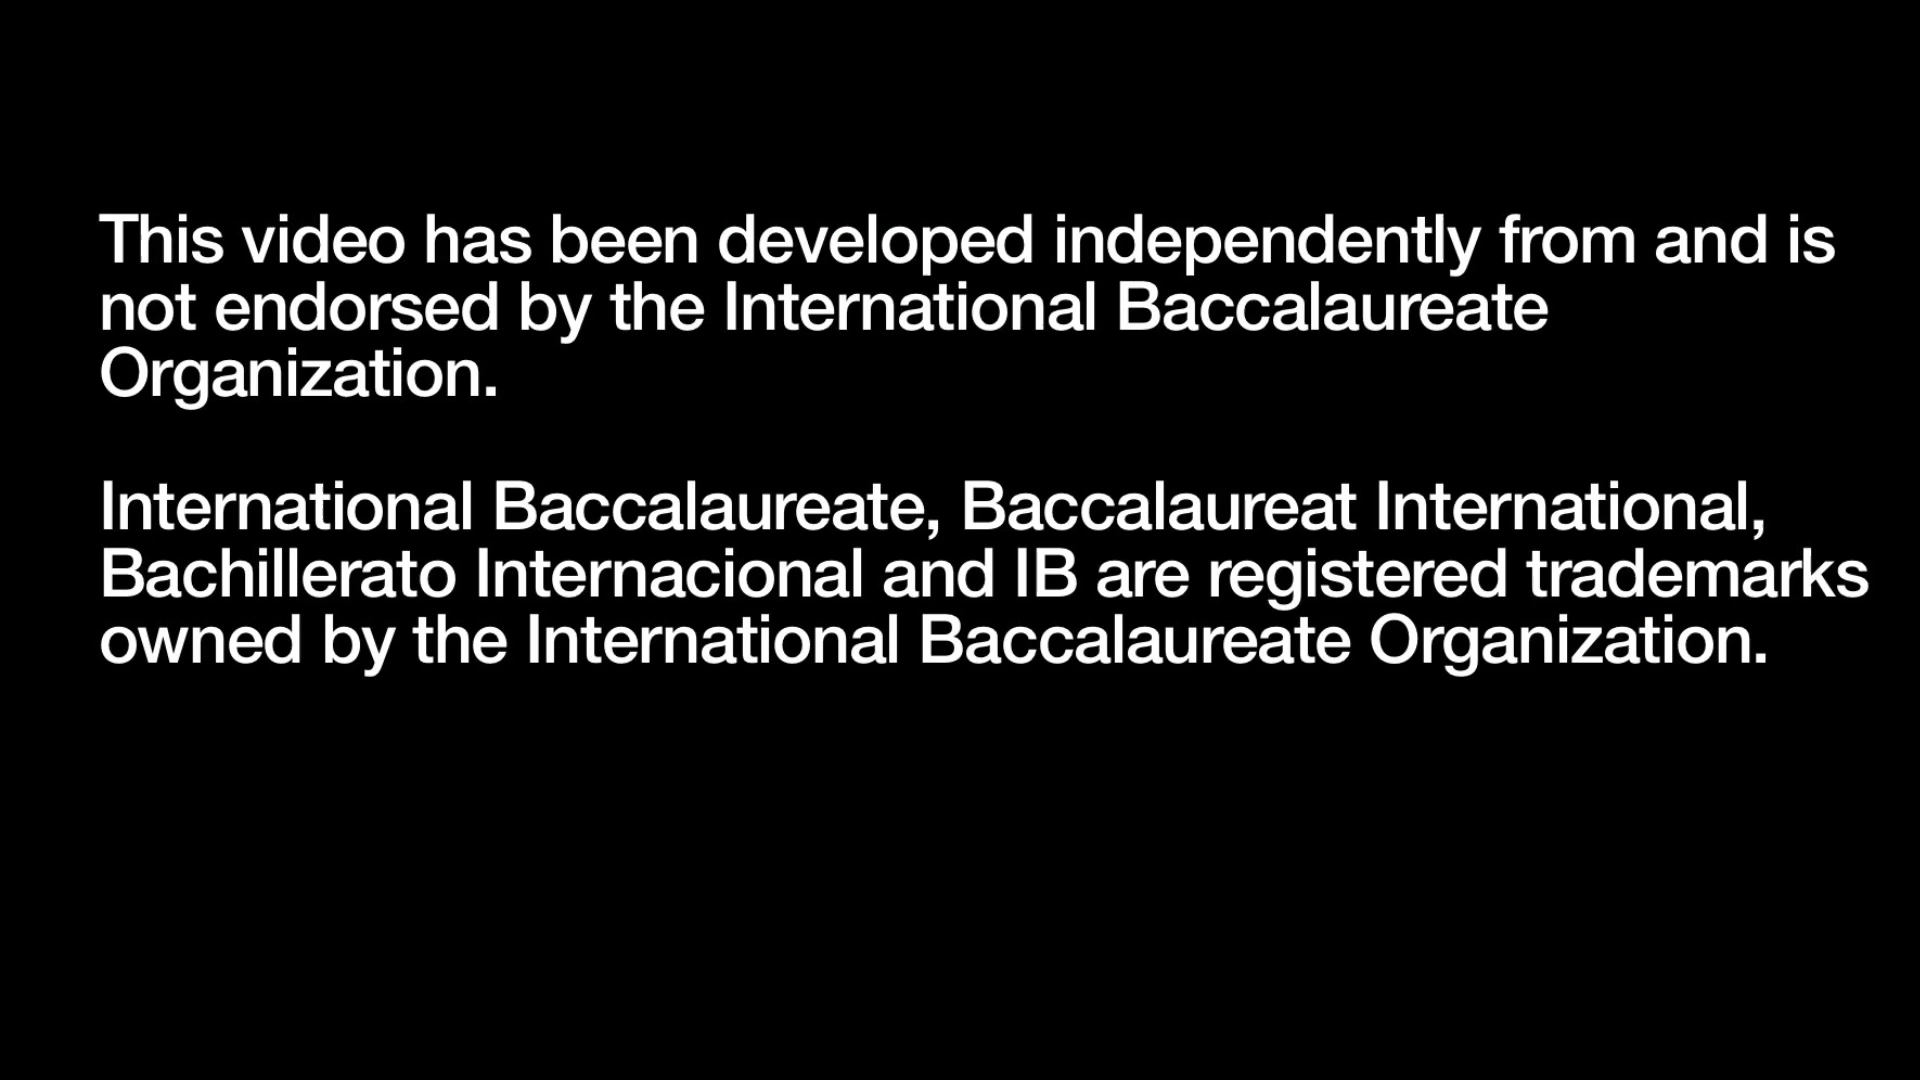 This video has been developed independently from and is
not endorsed by the International Baccalaureate
Organization.
International Baccalaureate, Baccalaureat International,
Bachillerato Internacional and IB are registered trademarks
owned by the International Baccalaureate Organization.